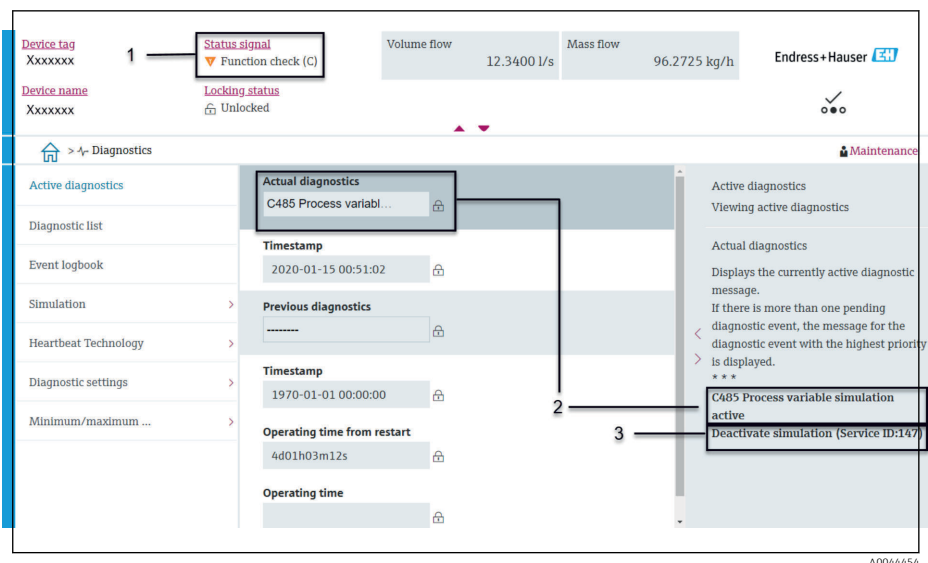 Device tag
Xxxxxxx
1
Status signal
Function check (C)
Volume flow
12.3400 l/s
Mass flow
96.2725 kg/h
Endress+Hauser EH
Device name
Xxxxxxx
Locking status
Unlocked
> Diagnostics
Maintenance
Active diagnostics
Diagnostic list
Event logbook
Simulation >
Heartbeat Technology >
Diagnostic settings >
Minimum/maximum ... >
Actual diagnostics
C485 Process variabl...
Timestamp
2020-01-15 00:51:02
Previous diagnostics
--------
Timestamp
1970-01-01 00:00:00
Operating time from restart
4d01h03m12s
Operating time
2
3
Active diagnostics
Viewing active diagnostics
Actual diagnostics
Displays the currently active diagnostic
message.
If there is more than one pending
diagnostic event, the message for the
diagnostic event with the highest priority
is displayed.
* * *
C485 Process variable simulation
active
Deactivate simulation (Service ID:147)
A0044454